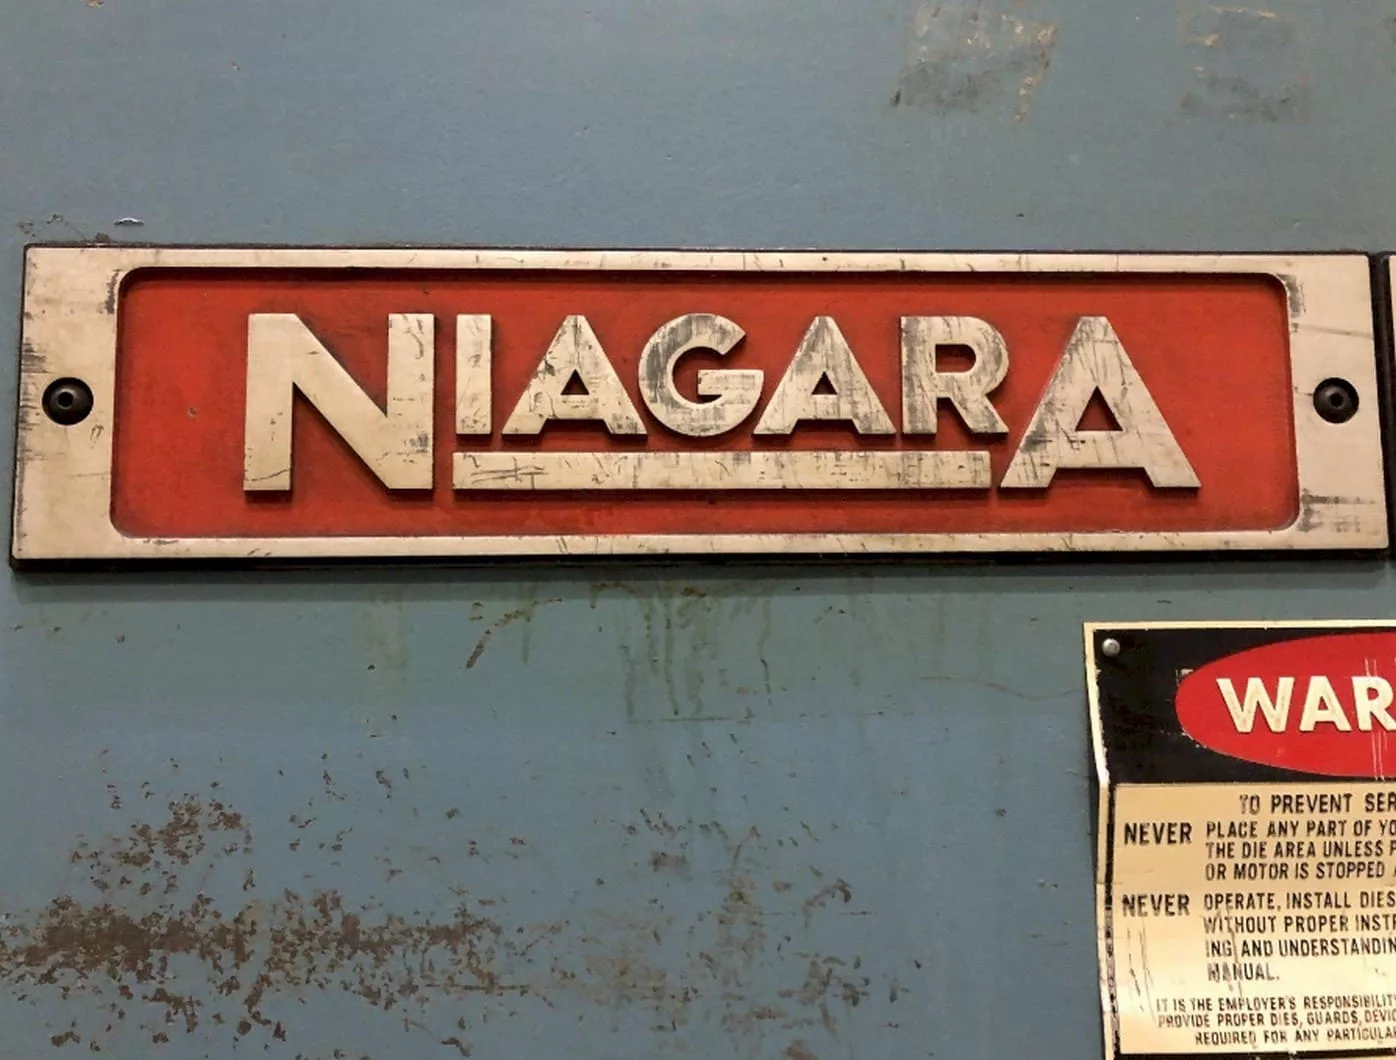 NIAGARA
WAR
TO PREVENT SER
NEVER PLACE ANY PART OF YO
THE DIE AREA UNLESS P
OR MOTOR IS STOPPED
NEVER OPERATE, INSTALL DIES
WITHOUT PROPER INSTR
ING AND UNDERSTANDIN
MANUAL.
IT IS THE EMPLOYER'S RESPONSIBILIT
PROVIDE PROPER DIES, GUARDS, DEVIC
REQUIRED FOR ANY PARTICULA